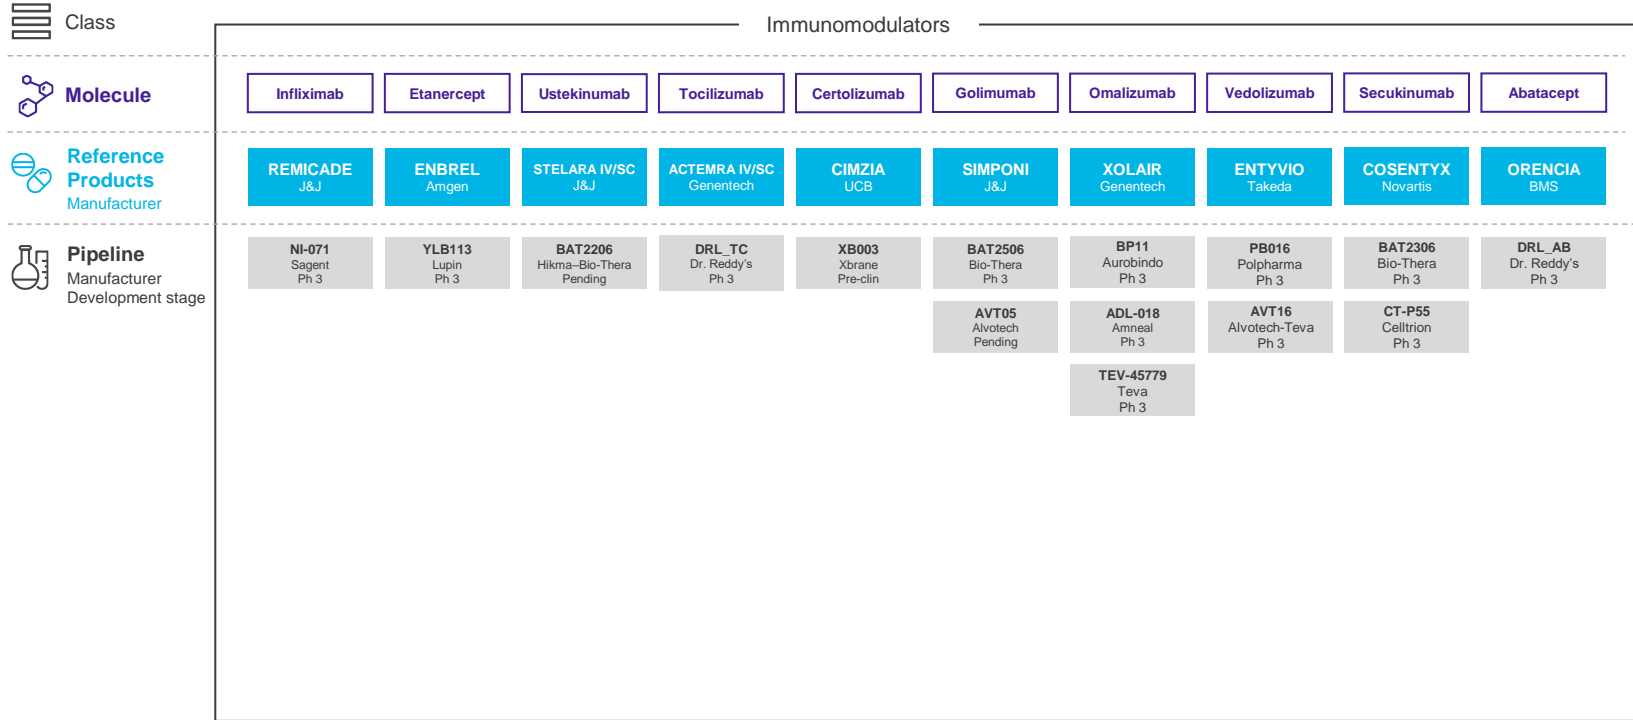 Class
Immunomodulators
Molecule
Infliximab
Etanercept
Ustekinumab
Tocilizumab
Certolizumab
Golimumab
Omalizumab
Vedolizumab
Secukinumab
Abatacept
Reference
Products
Manufacturer
REMICADE
J&J
ENBREL
Amgen
STELARA IV/SC
J&J
ACTEMRA IV/SC
Genentech
CIMZIA
UCB
SIMPONI
J&J
XOLAIR
Genentech
ENTYVIO
Takeda
COSENTYX
Novartis
ORENCIA
BMS
Pipeline
Manufacturer
Development stage
NI-071
Sagent
Ph 3
YLB113
Lupin
Ph 3
BAT2206
Hikma–Bio-Thera
Pending
DRL_TC
Dr. Reddy’s
Ph 3
XB003
Xbrane
Pre-clin
BAT2506
Bio-Thera
Ph 3
BP11
Aurobindo
Ph 3
PB016
Polpharma
Ph 3
BAT2306
Bio-Thera
Ph 3
DRL_AB
Dr. Reddy’s
Ph 3
AVT05
Alvotech
Pending
ADL-018
Amneal
Ph 3
AVT16
Alvotech-Teva
Ph 3
CT-P55
Celltrion
Ph 3
TEV-45779
Teva
Ph 3